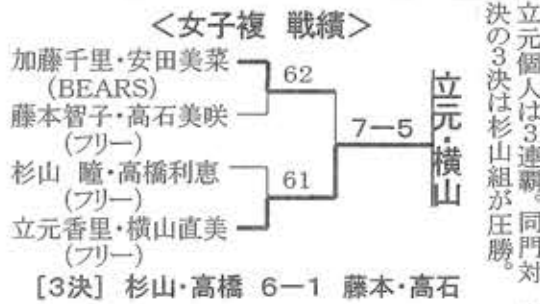 ＜女子複 戦績＞
加藤千里・安田美菜
(BEARS)
藤本智子・高石美咲
(フリー)
杉山 瞳・高橋利恵
(フリー)
立元香里・横山直美
(フリー)
62
61
7－5
立元・横山
[3決] 杉山・高橋 6－1 藤本・高石
立元個人は3連覇。同門対
決の3決は杉山組が圧勝。